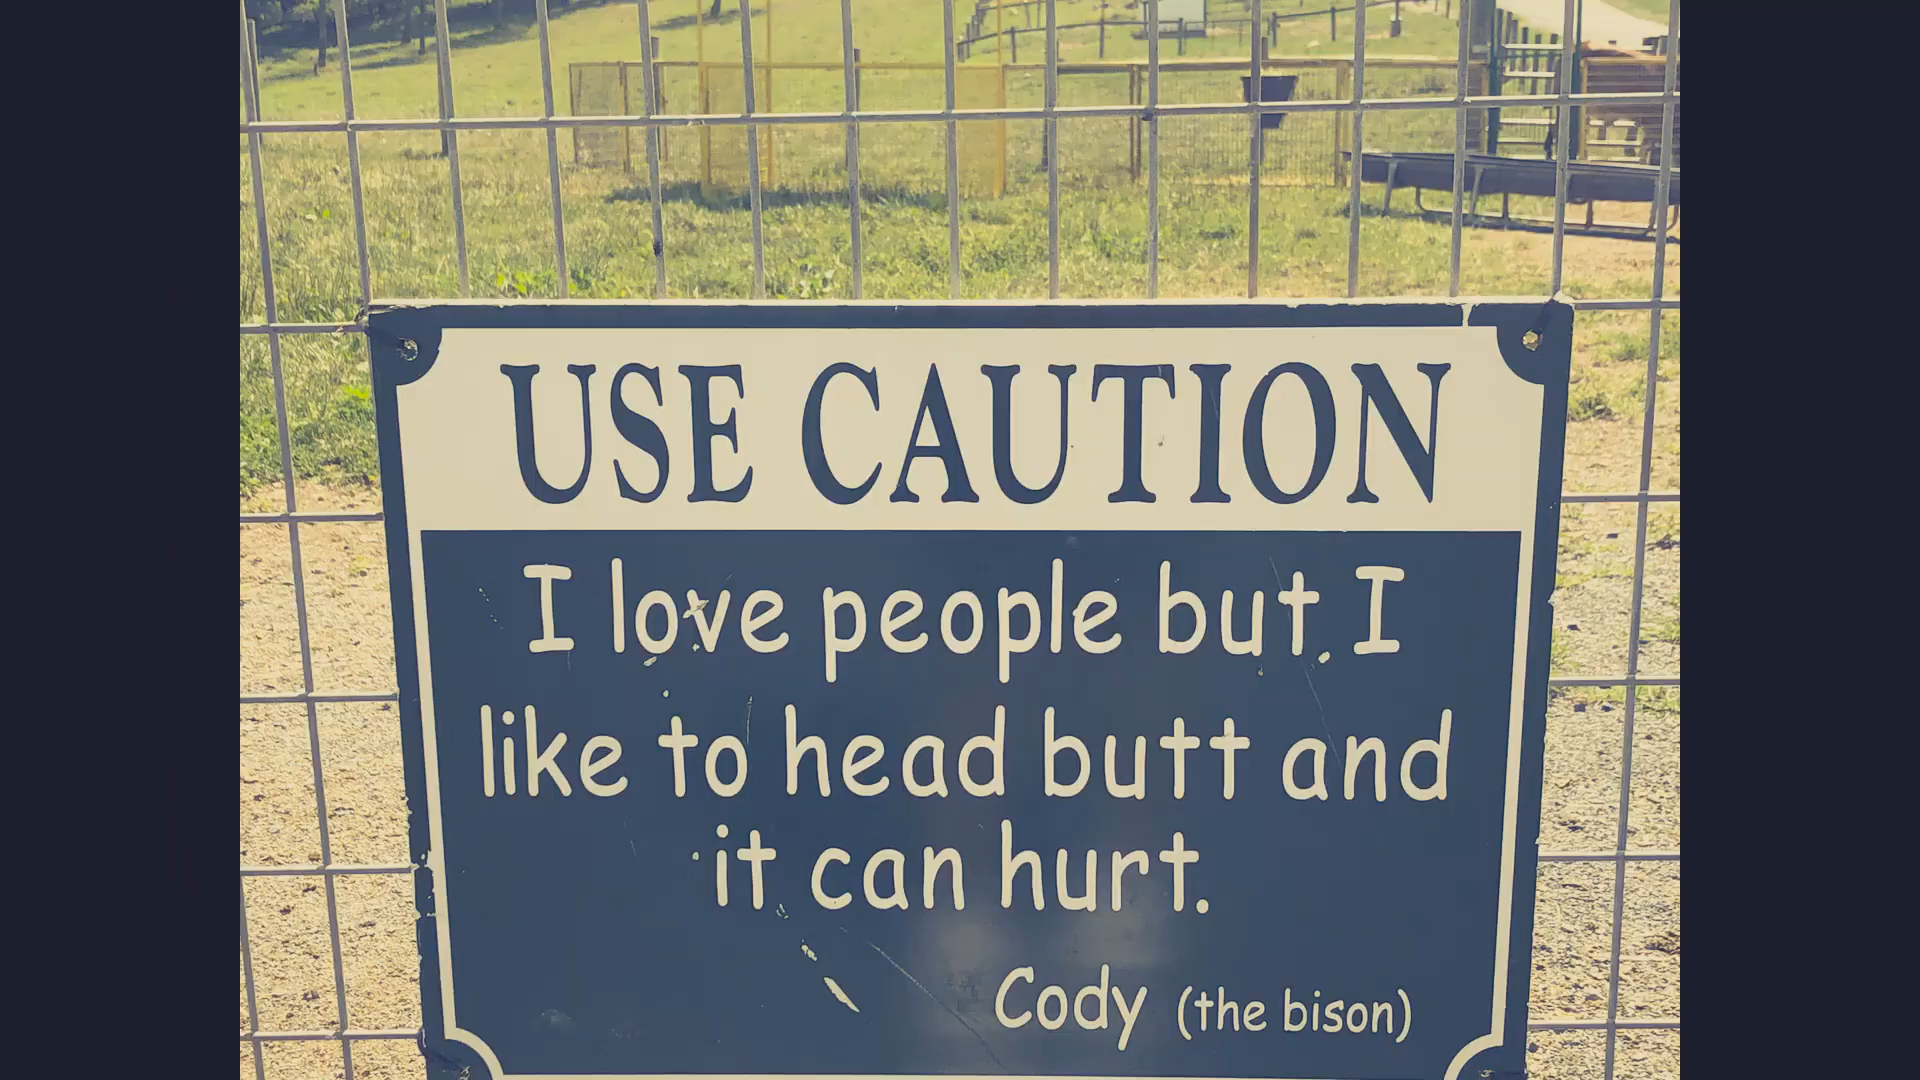 USE CAUTION
I love people but I
like to head butt and
it can hurt.
Cody (the bison)